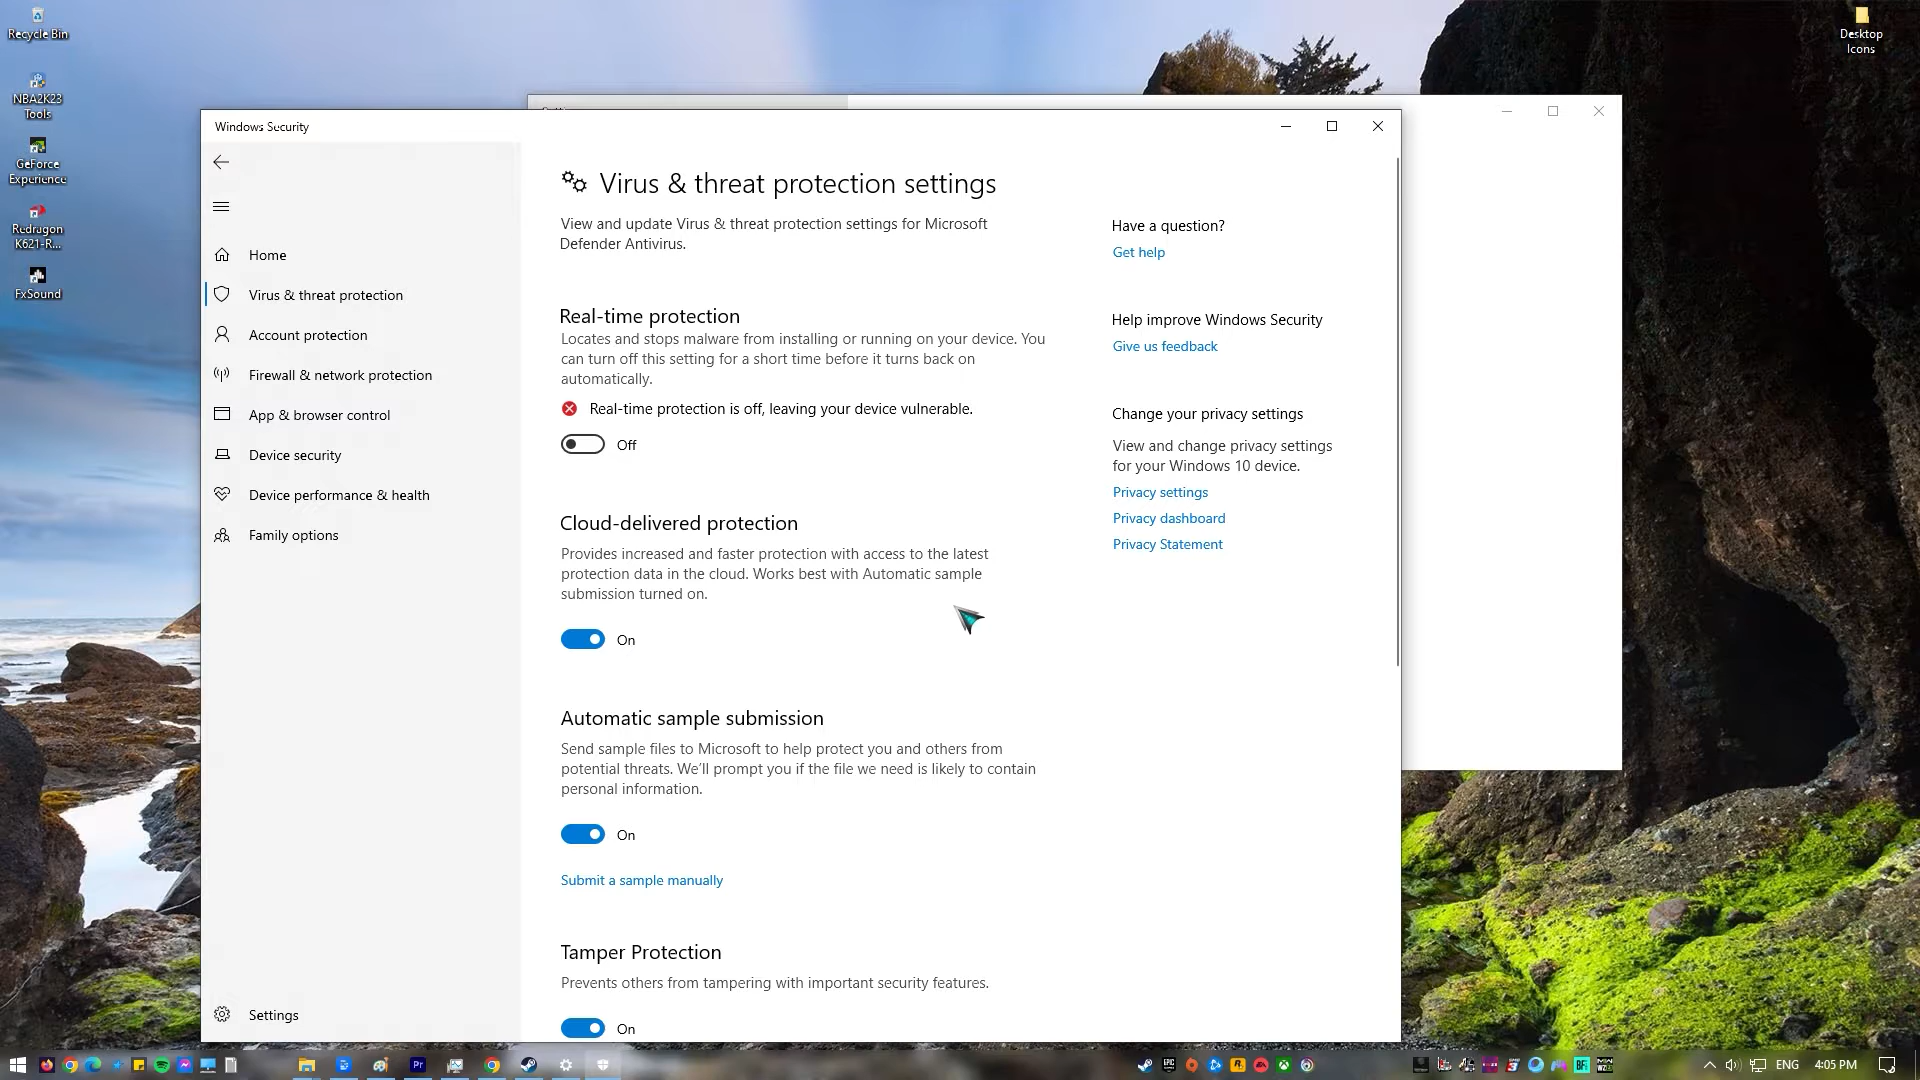 Recycle Bin
NBA2K23
Tools
GeForce
Experience
Redragon
K621-R...
FxSound
Desktop
Icons
Windows Security
Home
Virus & threat protection
Account protection
Firewall & network protection
App & browser control
Device security
Device performance & health
Family options
Settings
Virus & threat protection settings
View and update Virus & threat protection settings for Microsoft
Defender Antivirus.
Real-time protection
Locates and stops malware from installing or running on your device. You
can turn off this setting for a short time before it turns back on
automatically.
Real-time protection is off, leaving your device vulnerable.
Off
Cloud-delivered protection
Provides increased and faster protection with access to the latest
protection data in the cloud. Works best with Automatic sample
submission turned on.
On
Automatic sample submission
Send sample files to Microsoft to help protect you and others from
potential threats. We'll prompt you if the file we need is likely to contain
personal information.
On
Submit a sample manually
Tamper Protection
Prevents others from tampering with important security features.
On
Have a question?
Get help
Help improve Windows Security
Give us feedback
Change your privacy settings
View and change privacy settings
for your Windows 10 device.
Privacy settings
Privacy dashboard
Privacy Statement
Pr
ENG
4:05 PM